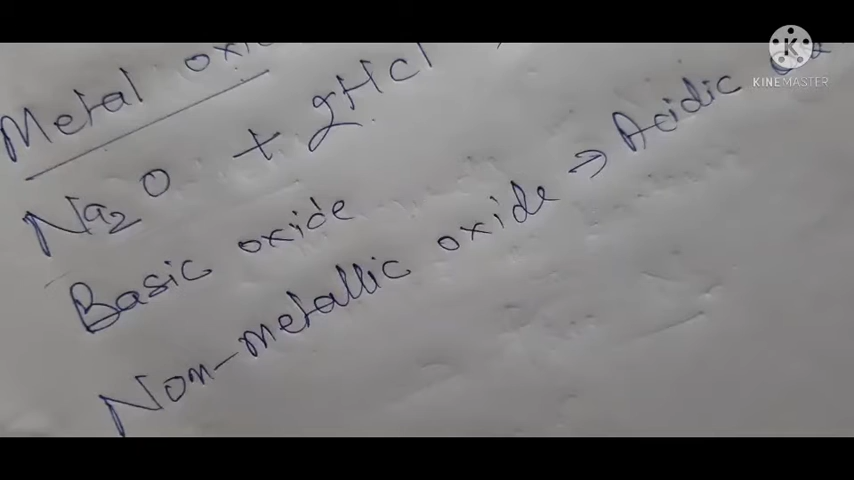 Metal
Na2O + 2HCl
Basic oxide
Non-metallic oxide → Acidic
KINEMASTER